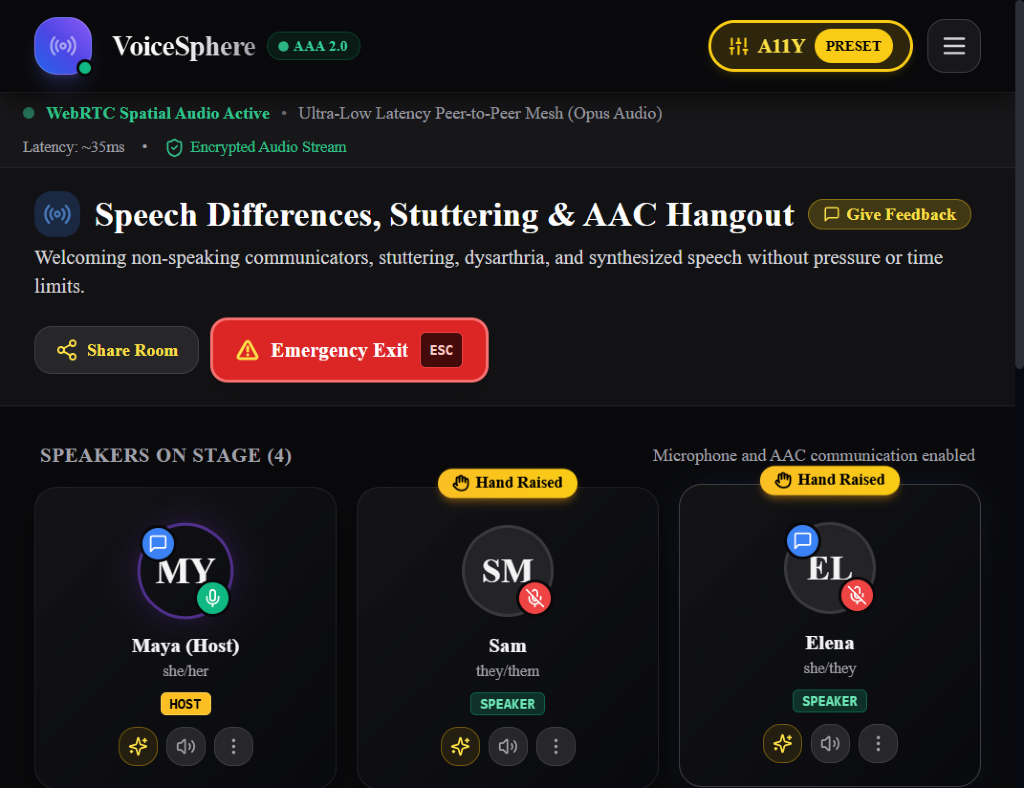 VoiceSphere AAA 2.0 A11Y PRESET
WebRTC Spatial Audio Active • Ultra-Low Latency Peer-to-Peer Mesh (Opus Audio)
Latency: ~35ms • Encrypted Audio Stream
Speech Differences, Stuttering & AAC Hangout Give Feedback
Welcoming non-speaking communicators, stuttering, dysarthria, and synthesized speech without pressure or time
limits.
Share Room Emergency Exit ESC
SPEAKERS ON STAGE (4) Microphone and AAC communication enabled
Hand Raised Hand Raised
MY SM EL
Maya (Host) Sam Elena
she/her they/them she/they
HOST SPEAKER SPEAKER